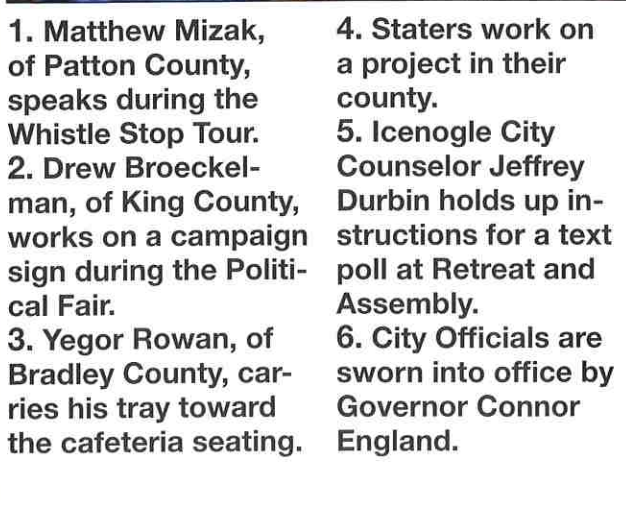 1. Matthew Mizak,
of Patton County,
speaks during the
Whistle Stop Tour.
2. Drew Broeckel-
man, of King County,
works on a campaign
sign during the Politi-
cal Fair.
3. Yegor Rowan, of
Bradley County, car-
ries his tray toward
the cafeteria seating.
4. Staters work on
a project in their
county.
5. Icenogle City
Counselor Jeffrey
Durbin holds up in-
structions for a text
poll at Retreat and
Assembly.
6. City Officials are
sworn into office by
Governor Connor
England.